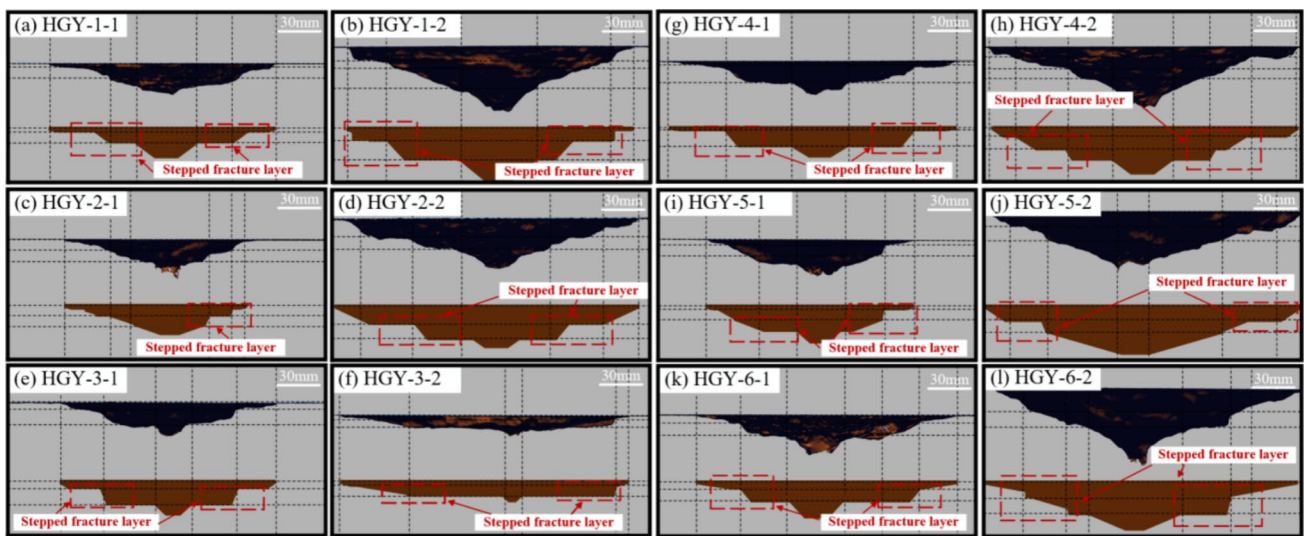 (a) HGY-1-1
30mm
Stepped fracture layer
(b) HGY-1-2
30mm
Stepped fracture layer
(g) HGY-4-1
30mm
Stepped fracture layer
(h) HGY-4-2
30mm
Stepped fracture layer
(c) HGY-2-1
30mm
Stepped fracture layer
(d) HGY-2-2
30mm
Stepped fracture layer
(i) HGY-5-1
30mm
Stepped fracture layer
(j) HGY-5-2
30mm
Stepped fracture layer
(e) HGY-3-1
30mm
Stepped fracture layer
(f) HGY-3-2
30mm
Stepped fracture layer
(k) HGY-6-1
30mm
Stepped fracture layer
(l) HGY-6-2
30mm
Stepped fracture layer